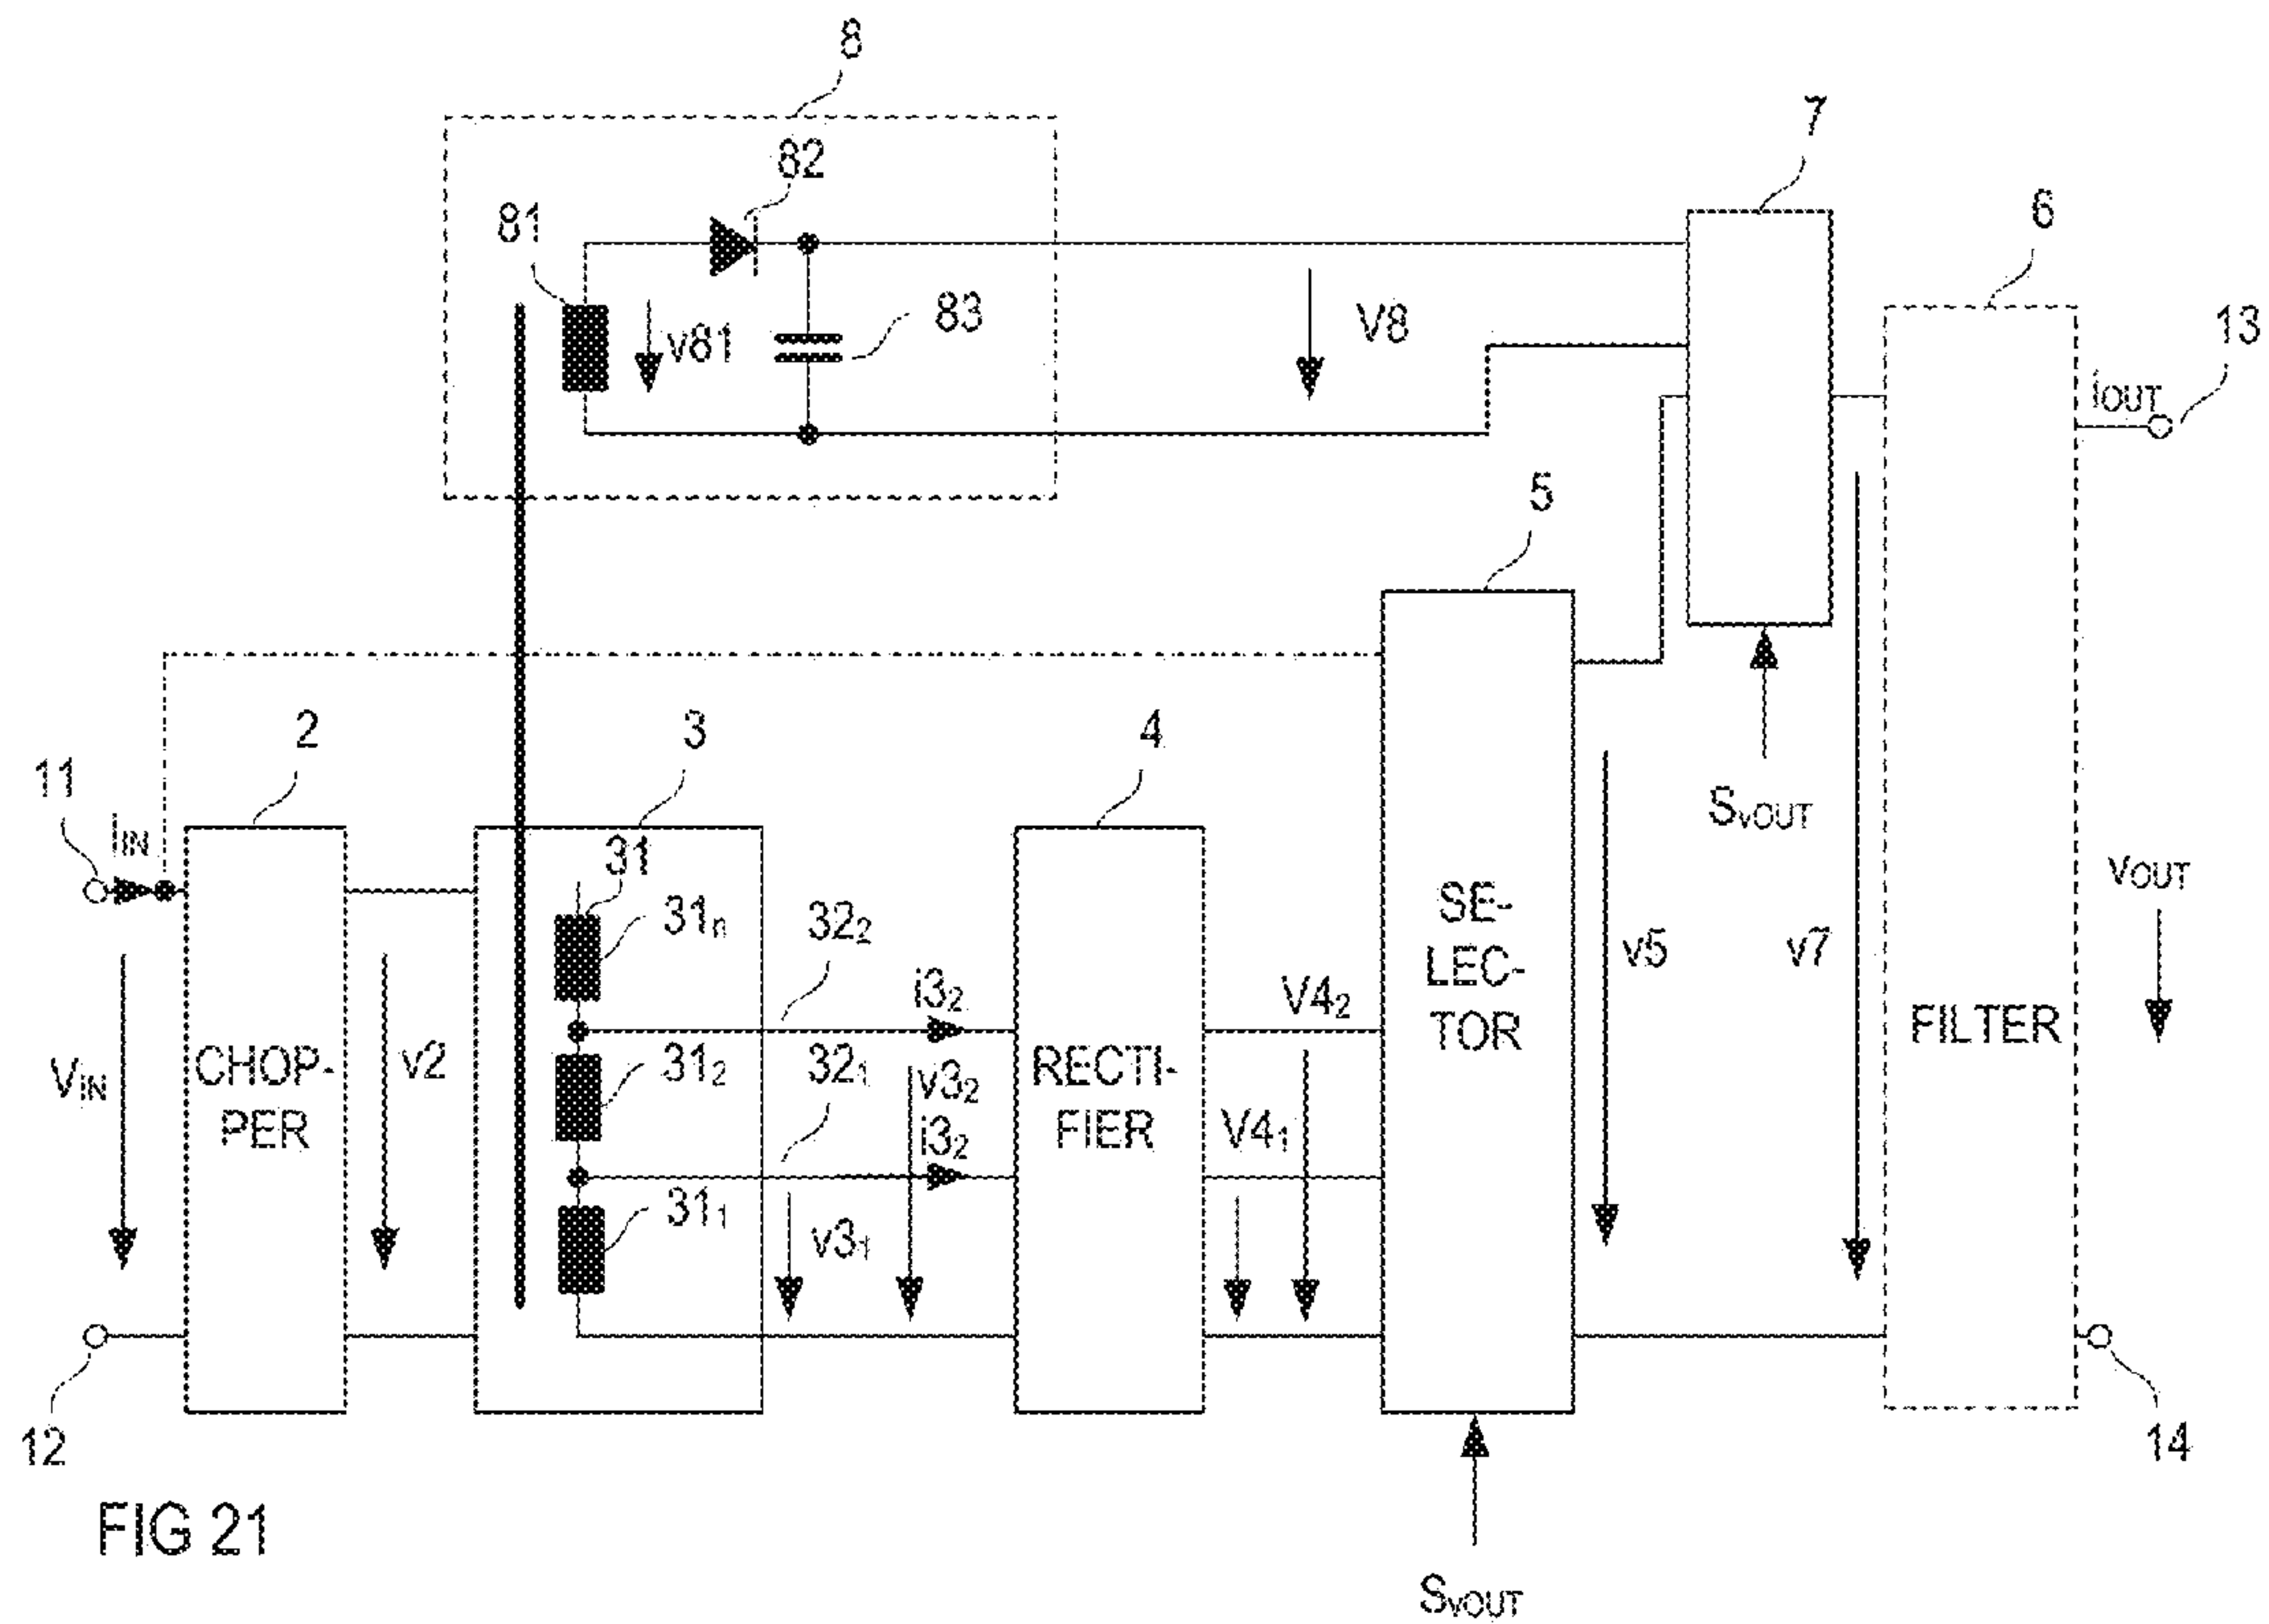 8
7
82
6
81
83
V8
13
v81
iOUT
5
2
3
4
11
iIN
SvOUT
31
31n
322
SE-
LEC-
TOR
vOUT
i32
V42
v5
v7
FILTER
VIN
CHOP-
PER
v2
312
321
v32
RECTI-
FIER
i32
V41
311
v31
12
14
FIG 21
SvOUT